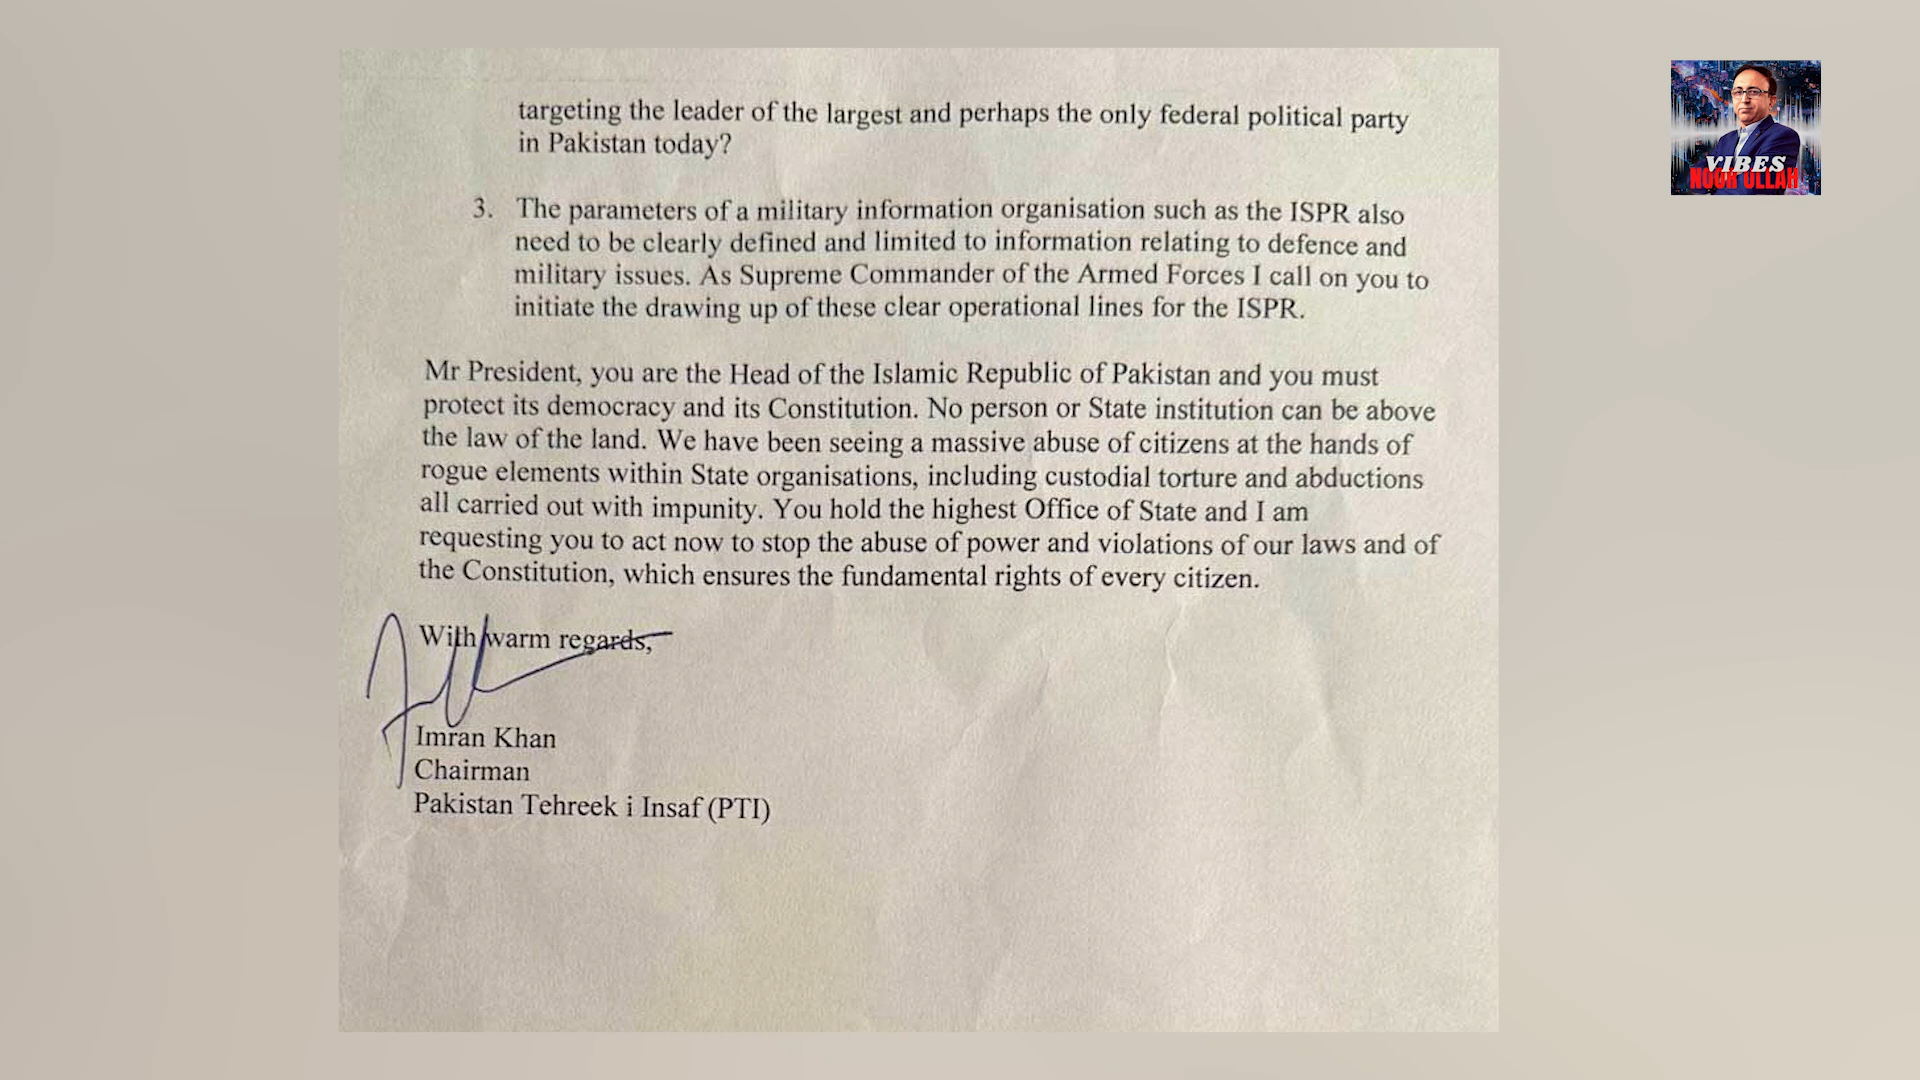 targeting the leader of the largest and perhaps the only federal political party
in Pakistan today?
3. The parameters of a military information organisation such as the ISPR also
need to be clearly defined and limited to information relating to defence and
military issues. As Supreme Commander of the Armed Forces I call on you to
initiate the drawing up of these clear operational lines for the ISPR.
Mr President, you are the Head of the Islamic Republic of Pakistan and you must
protect its democracy and its Constitution. No person or State institution can be above
the law of the land. We have been seeing a massive abuse of citizens at the hands of
rogue elements within State organisations, including custodial torture and abductions
all carried out with impunity. You hold the highest Office of State and I am
requesting you to act now to stop the abuse of power and violations of our laws and of
the Constitution, which ensures the fundamental rights of every citizen.
With warm regards,
Imran Khan
Chairman
Pakistan Tehreek i Insaf (PTI)
VIBES
NOOR ULLAH